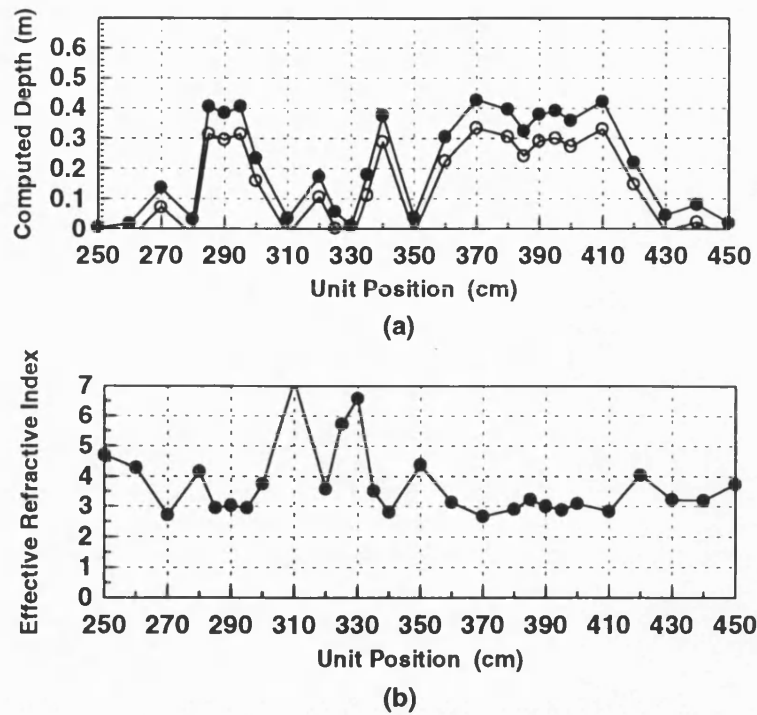 Computed Depth (m)
0.6
0.5
0.4
0.3
0.2
0.1
0
250 270 290 310 330 350 370 390 410 430 450
Unit Position (cm)
(a)
Effective Refractive Index
7
6
5
4
3
2
1
0
250 270 290 310 330 350 370 390 410 430 450
Unit Position (cm)
(b)